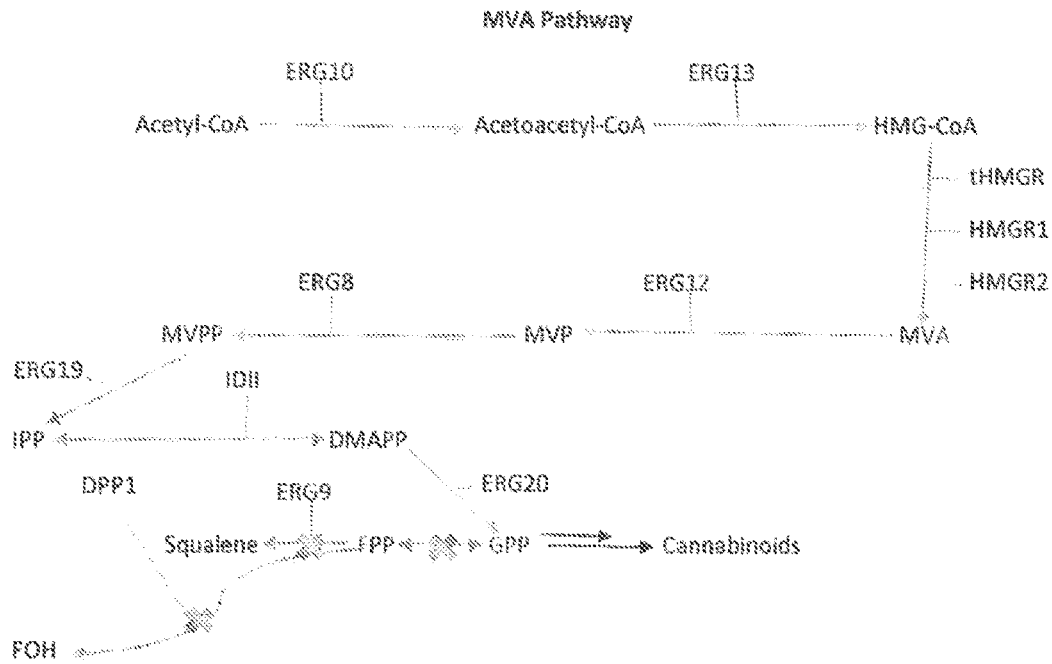 MVA Pathway
ERG10 ERG13
Acetyl-CoA Acetoacetyl-CoA HMG-CoA
tHMGR
HMGR1
HMGR2
ERG8 ERG12
MVPP MVP MVA
ERG19
IDII
IPP DMAPP
DPP1
ERG9
ERG20
Squalene FPP GPP Cannabinoids
FOH